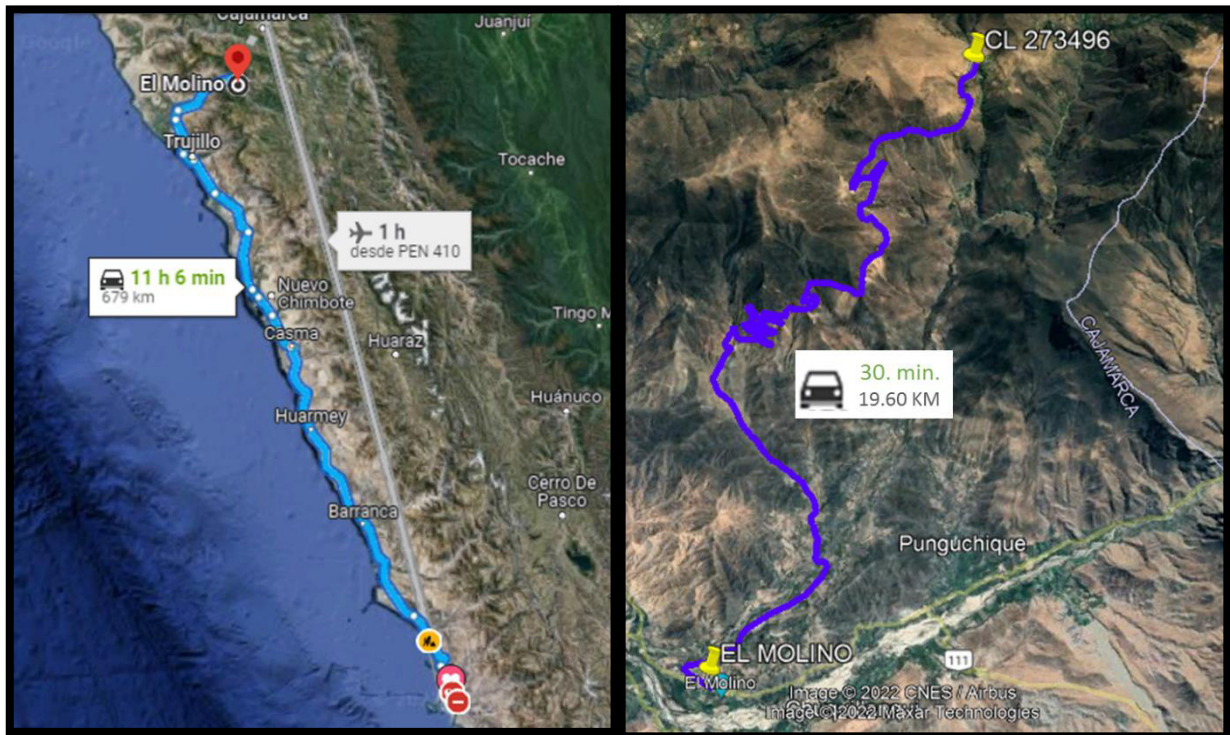 Cajamarca
Juanjuí
El Molino
Trujillo
Tocache
1 h
desde PEN 410
11 h 6 min
679 km
Nuevo
Chimbote
Tingo M
Casma
Huaraz
Huánuco
Huarmey
Cerro De
Pasco
Barranca
CL 273496
CAJAMARCA
30. min.
19.60 KM
Punguchique
EL MOLINO
El Molino
111
Image © 2022 CNES / Airbus
Image © 2022 Maxar Technologies